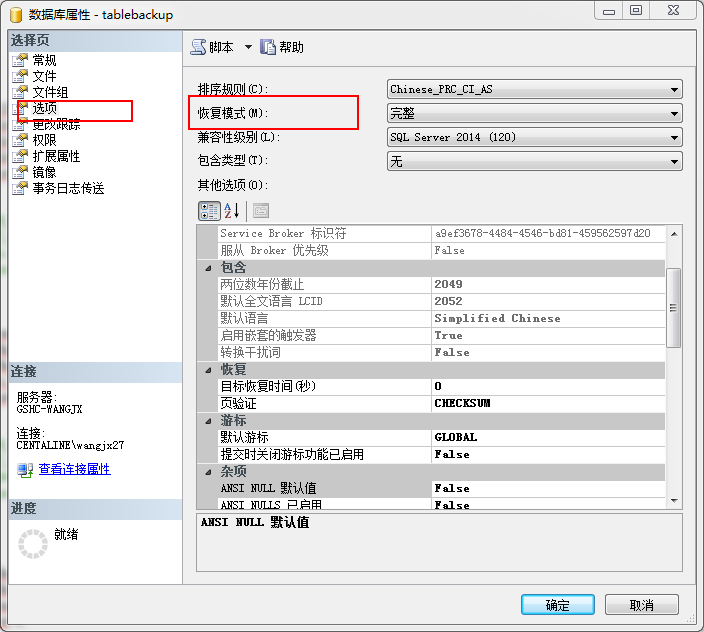 数据库属性 - tablebackup
选择页
常规
文件
文件组
选项
更改跟踪
权限
扩展属性
镜像
事务日志传送
连接
服务器:
GSHC-WANGJX
连接:
CENTALINE\wangjx27
查看连接属性
进度
就绪
脚本 帮助
排序规则(C): Chinese_PRC_CI_AS
恢复模式(M): 完整
兼容性级别(L): SQL Server 2014 (120)
包含类型(T): 无
其他选项(O):
Service Broker 标识符 a9ef3678-4484-4546-bd81-459562597d20
服从 Broker 优先级 False
包含
两位数年份截止 2049
默认全文语言 LCID 2052
默认语言 Simplified Chinese
启用嵌套的触发器 True
转换干扰词 False
恢复
目标恢复时间(秒) 0
页验证 CHECKSUM
游标
默认游标 GLOBAL
提交时关闭游标功能已启用 False
杂项
ANSI NULL 默认值 False
ANSI NULLS 已启用 False
ANSI NULL 默认值
确定 取消